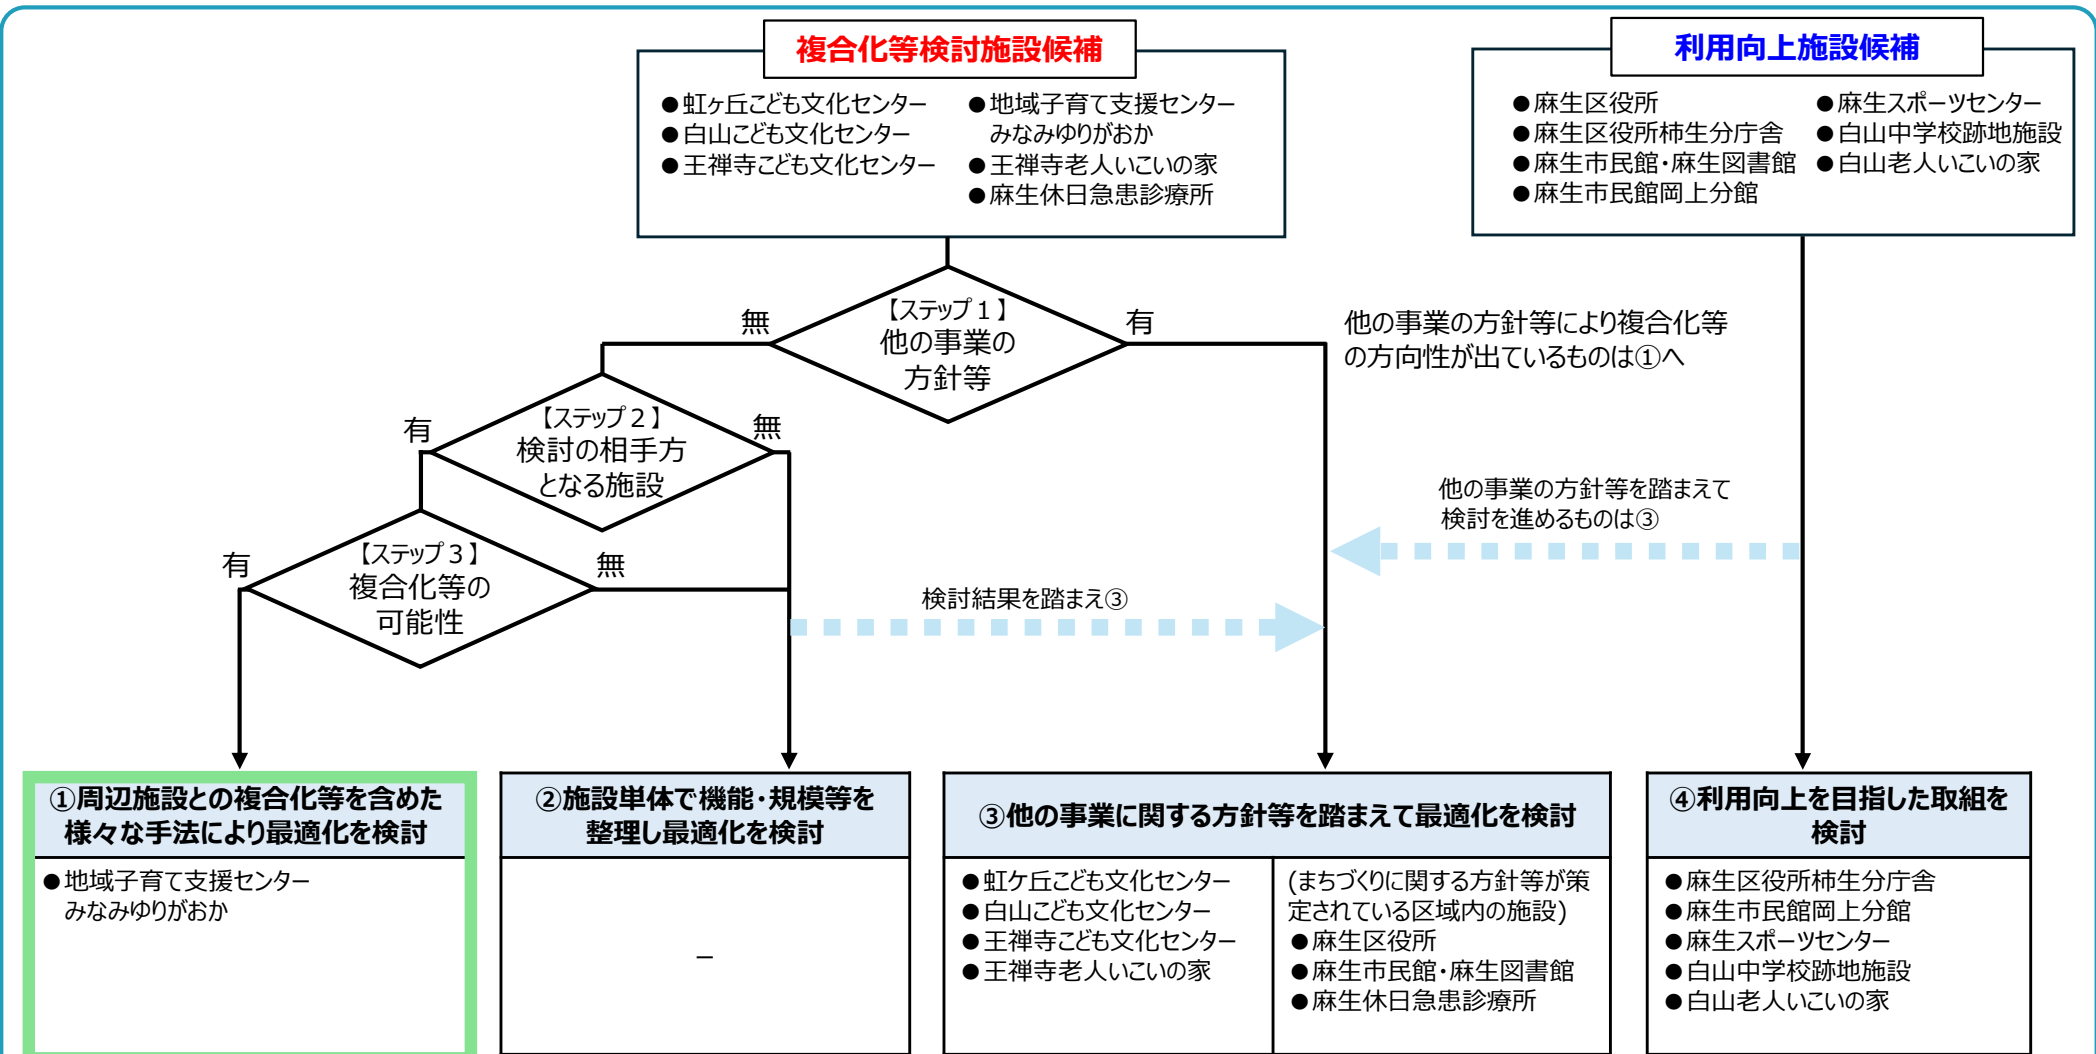 複合化等検討施設候補
●虹ヶ丘こども文化センター
●白山こども文化センター
●王禅寺こども文化センター
●地域子育て支援センター
みなみゆりがおか
●王禅寺老人いこいの家
●麻生休日急患診療所
利用向上施設候補
●麻生区役所
●麻生区役所柿生分庁舎
●麻生市民館・麻生図書館
●麻生市民館岡上分館
●麻生スポーツセンター
●白山中学校跡地施設
●白山老人いこいの家
【ステップ１】
他の事業の
方針等
無
有
他の事業の方針等により複合化等
の方向性が出ているものは①へ
【ステップ２】
検討の相手方
となる施設
有
無
【ステップ３】
複合化等の
可能性
有
無
他の事業の方針等を踏まえて
検討を進めるものは③
検討結果を踏まえ③
①周辺施設との複合化等を含めた
様々な手法により最適化を検討
●地域子育て支援センター
みなみゆりがおか
②施設単体で機能・規模等を
整理し最適化を検討
－
③他の事業に関する方針等を踏まえて最適化を検討
●虹ケ丘こども文化センター
●白山こども文化センター
●王禅寺こども文化センター
●王禅寺老人いこいの家
(まちづくりに関する方針等が策
定されている区域内の施設)
●麻生区役所
●麻生市民館・麻生図書館
●麻生休日急患診療所
④利用向上を目指した取組を
検討
●麻生区役所柿生分庁舎
●麻生市民館岡上分館
●麻生スポーツセンター
●白山中学校跡地施設
●白山老人いこいの家